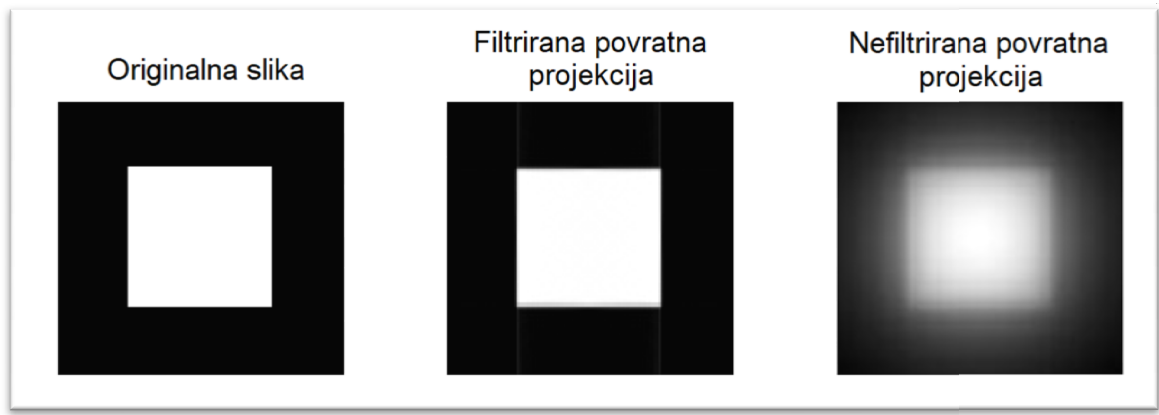 Originalna slika
Filtrirana povratna
projekcija
Nefiltrirana povratna
projekcija